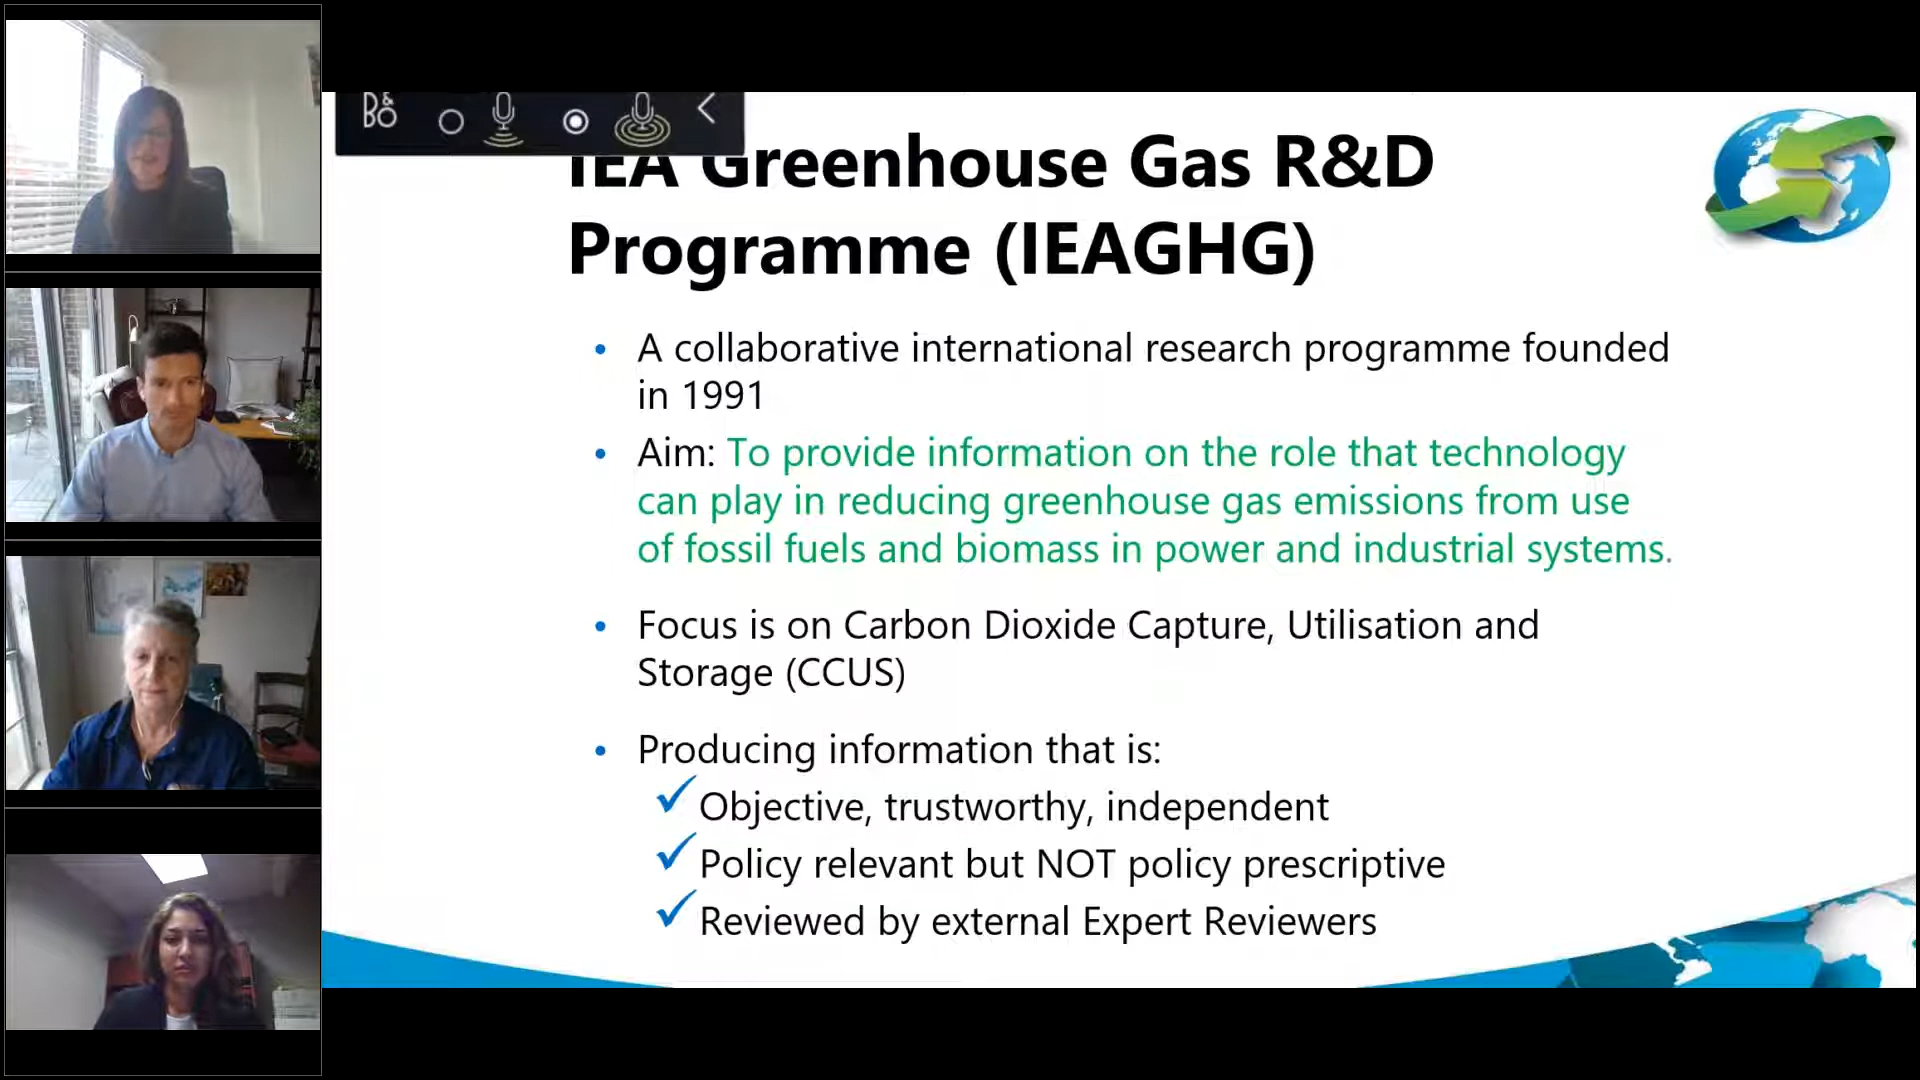 B&O
IEA Greenhouse Gas R&D
Programme (IEAGHG)
• A collaborative international research programme founded
in 1991
• Aim: To provide information on the role that technology
can play in reducing greenhouse gas emissions from use
of fossil fuels and biomass in power and industrial systems.
• Focus is on Carbon Dioxide Capture, Utilisation and
Storage (CCUS)
• Producing information that is:
✓Objective, trustworthy, independent
✓Policy relevant but NOT policy prescriptive
✓Reviewed by external Expert Reviewers